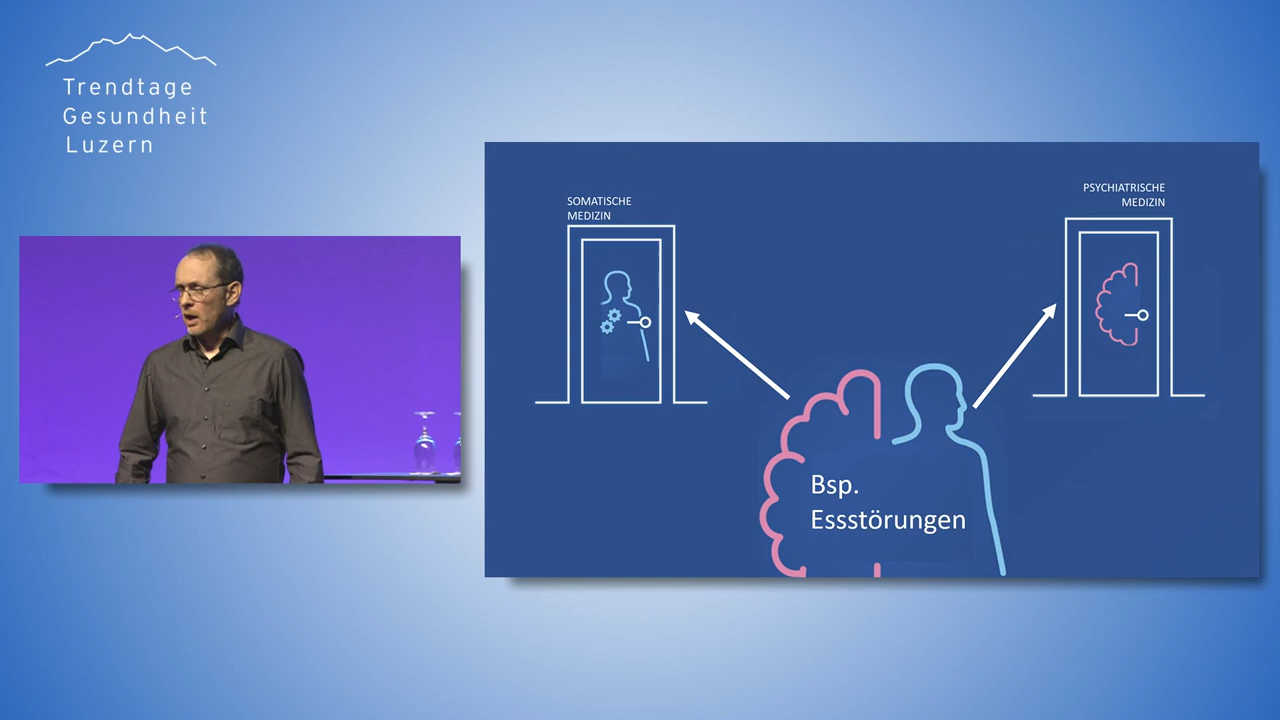 Trendtage
Gesundheit
Luzern
SOMATISCHE
MEDIZIN
PSYCHIATRISCHE
MEDIZIN
Bsp.
Essstörungen